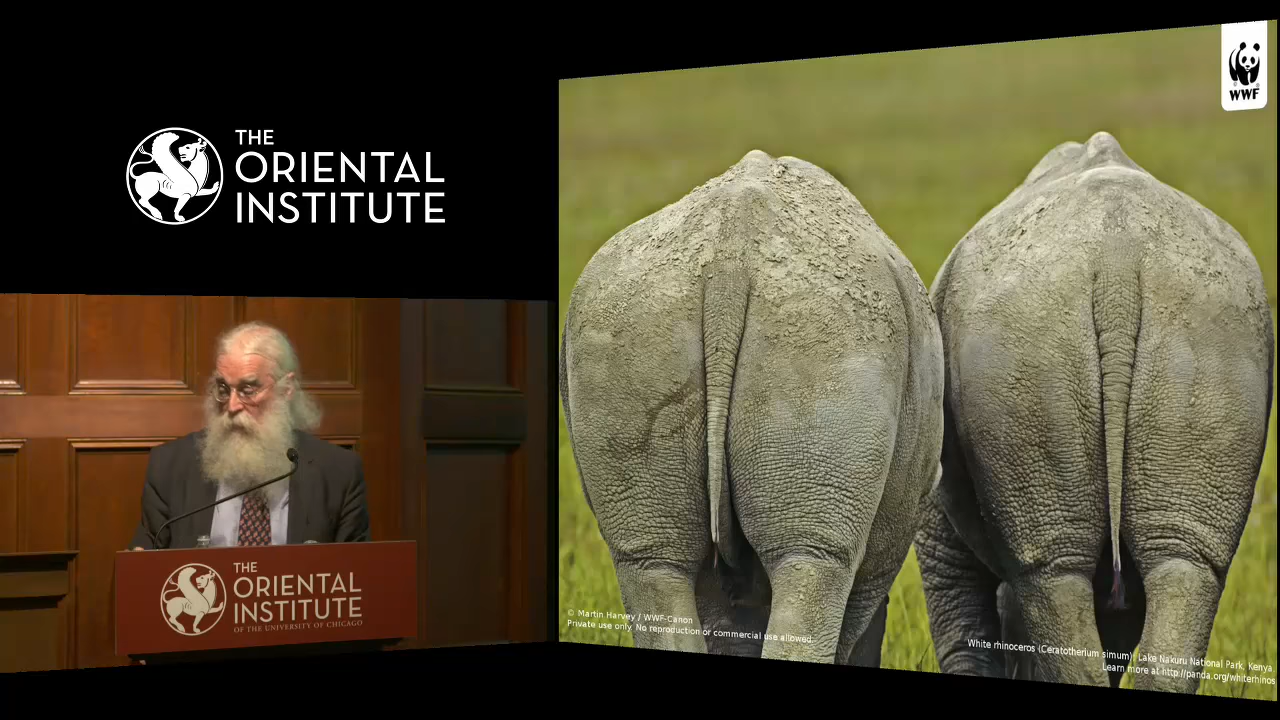 THE
ORIENTAL
INSTITUTE
THE
ORIENTAL
INSTITUTE
OF THE UNIVERSITY OF CHICAGO
WWF
© Martin Harvey / WWF-Canon
Private use only. No reproduction or commercial use allowed.
White rhinoceros (Ceratotherium simum); Lake Nakuru National Park, Kenya.
Learn more at http://panda.org/whiterhinos